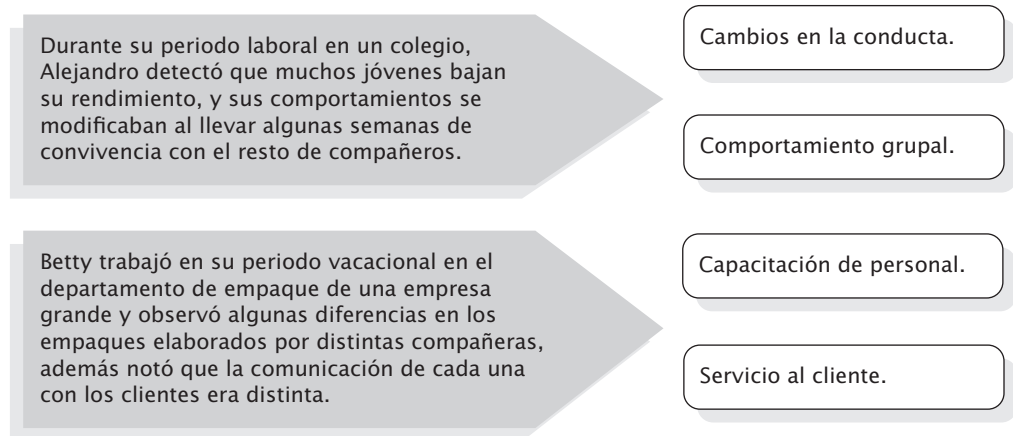 Durante su periodo laboral en un colegio,
Alejandro detectó que muchos jóvenes bajan
su rendimiento, y sus comportamientos se
modificaban al llevar algunas semanas de
convivencia con el resto de compañeros.
Cambios en la conducta.
Comportamiento grupal.
Betty trabajó en su periodo vacacional en el
departamento de empaque de una empresa
grande y observó algunas diferencias en los
empaques elaborados por distintas compañeras,
además notó que la comunicación de cada una
con los clientes era distinta.
Capacitación de personal.
Servicio al cliente.